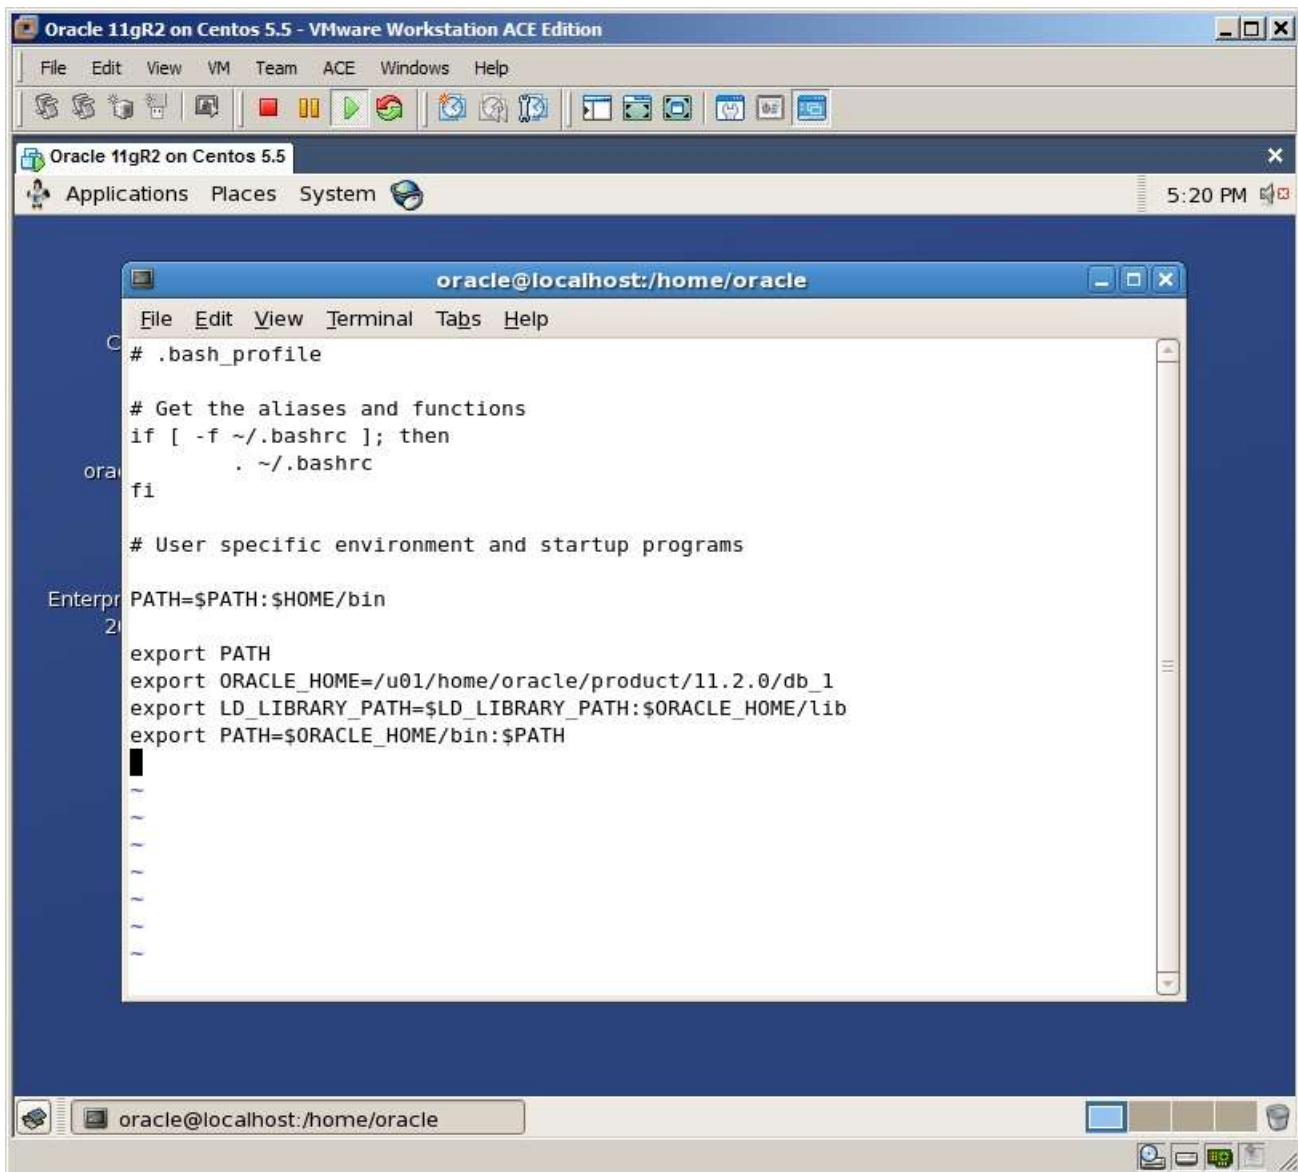 Oracle 11gR2 on Centos 5.5 - VMware Workstation ACE Edition
File Edit View VM Team ACE Windows Help
Oracle 11gR2 on Centos 5.5
Applications Places System 5:20 PM
oracle@localhost:/home/oracle
File Edit View Terminal Tabs Help
# .bash_profile
# Get the aliases and functions
if [ -f ~/.bashrc ]; then
. ~/.bashrc
fi
# User specific environment and startup programs
PATH=$PATH:$HOME/bin
export PATH
export ORACLE_HOME=/u01/home/oracle/product/11.2.0/db_1
export LD_LIBRARY_PATH=$LD_LIBRARY_PATH:$ORACLE_HOME/lib
export PATH=$ORACLE_HOME/bin:$PATH
~
~
~
~
~
~
~
oracle@localhost:/home/oracle